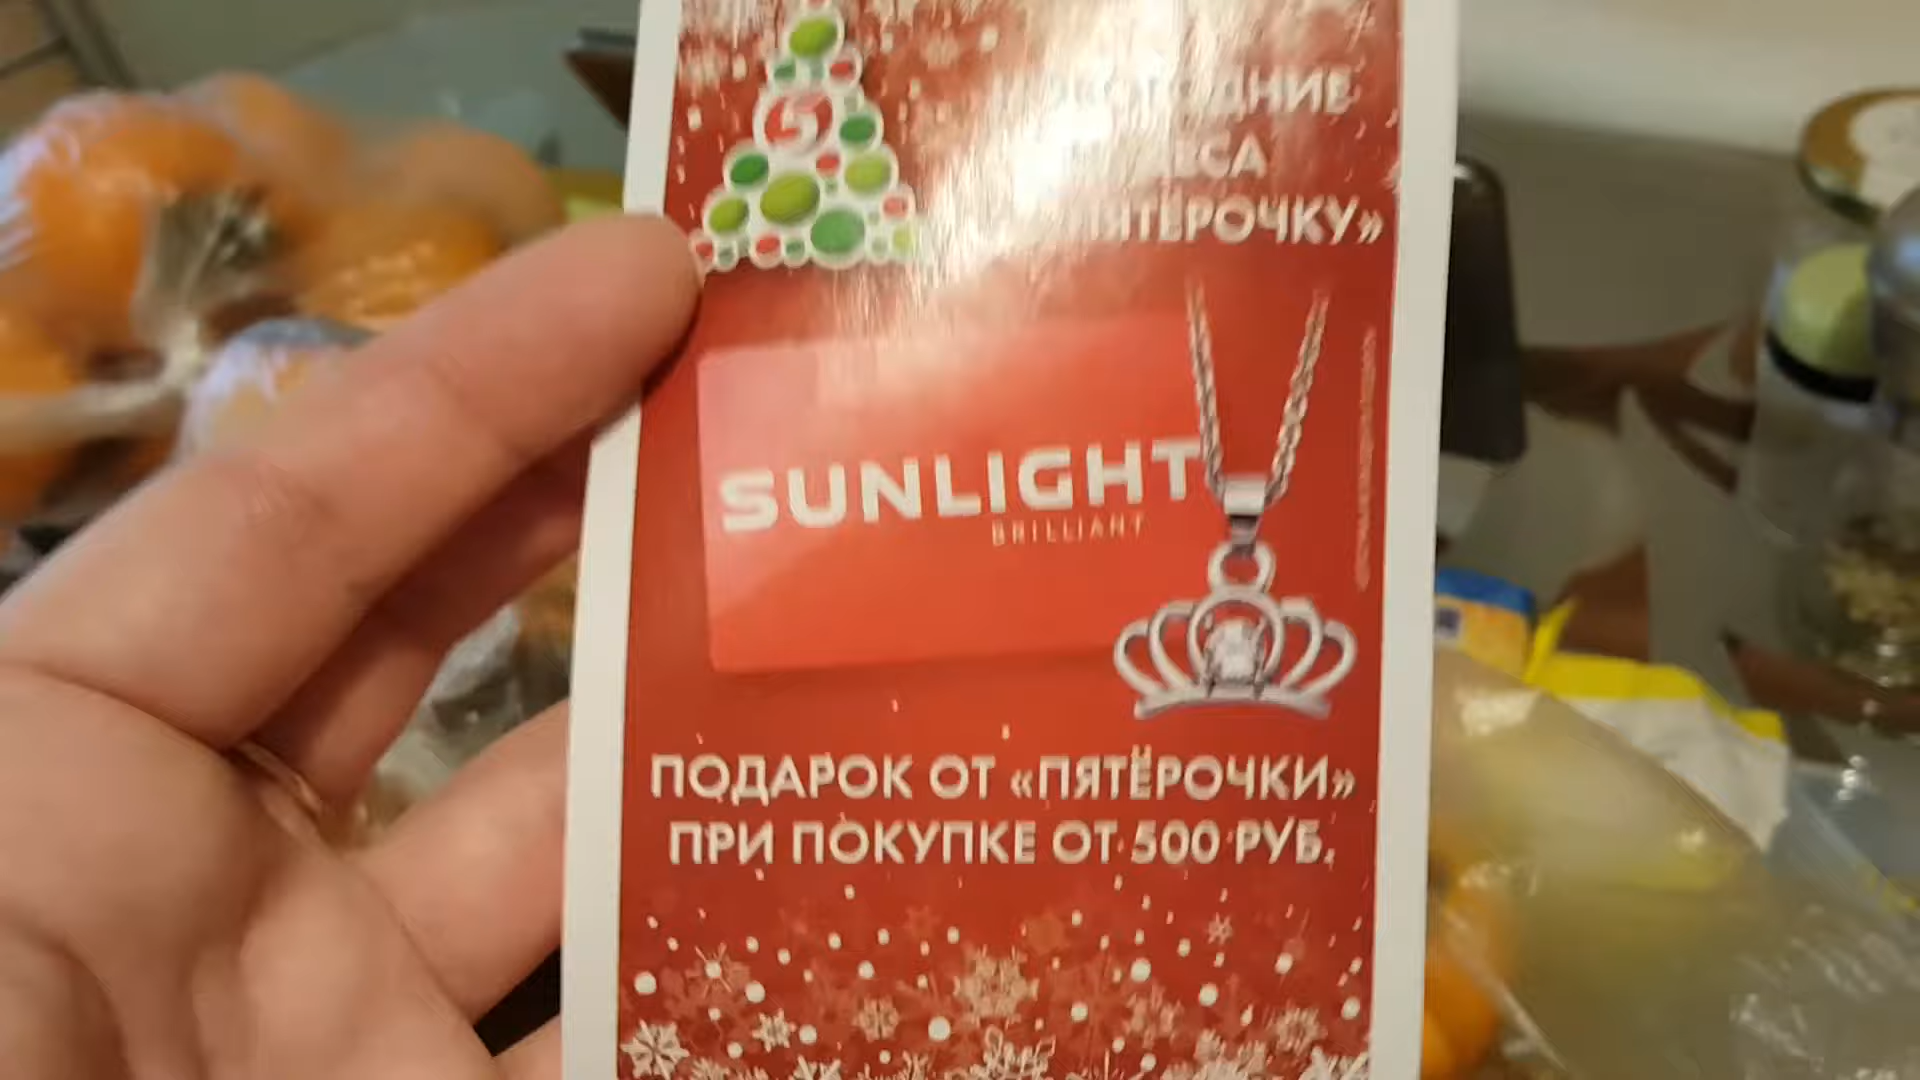 «ПЯТЁРОЧКУ»
SUNLIGHT
BRILLIANT
ПОДАРОК ОТ «ПЯТЁРОЧКИ»
ПРИ ПОКУПКЕ ОТ 500 РУБ.